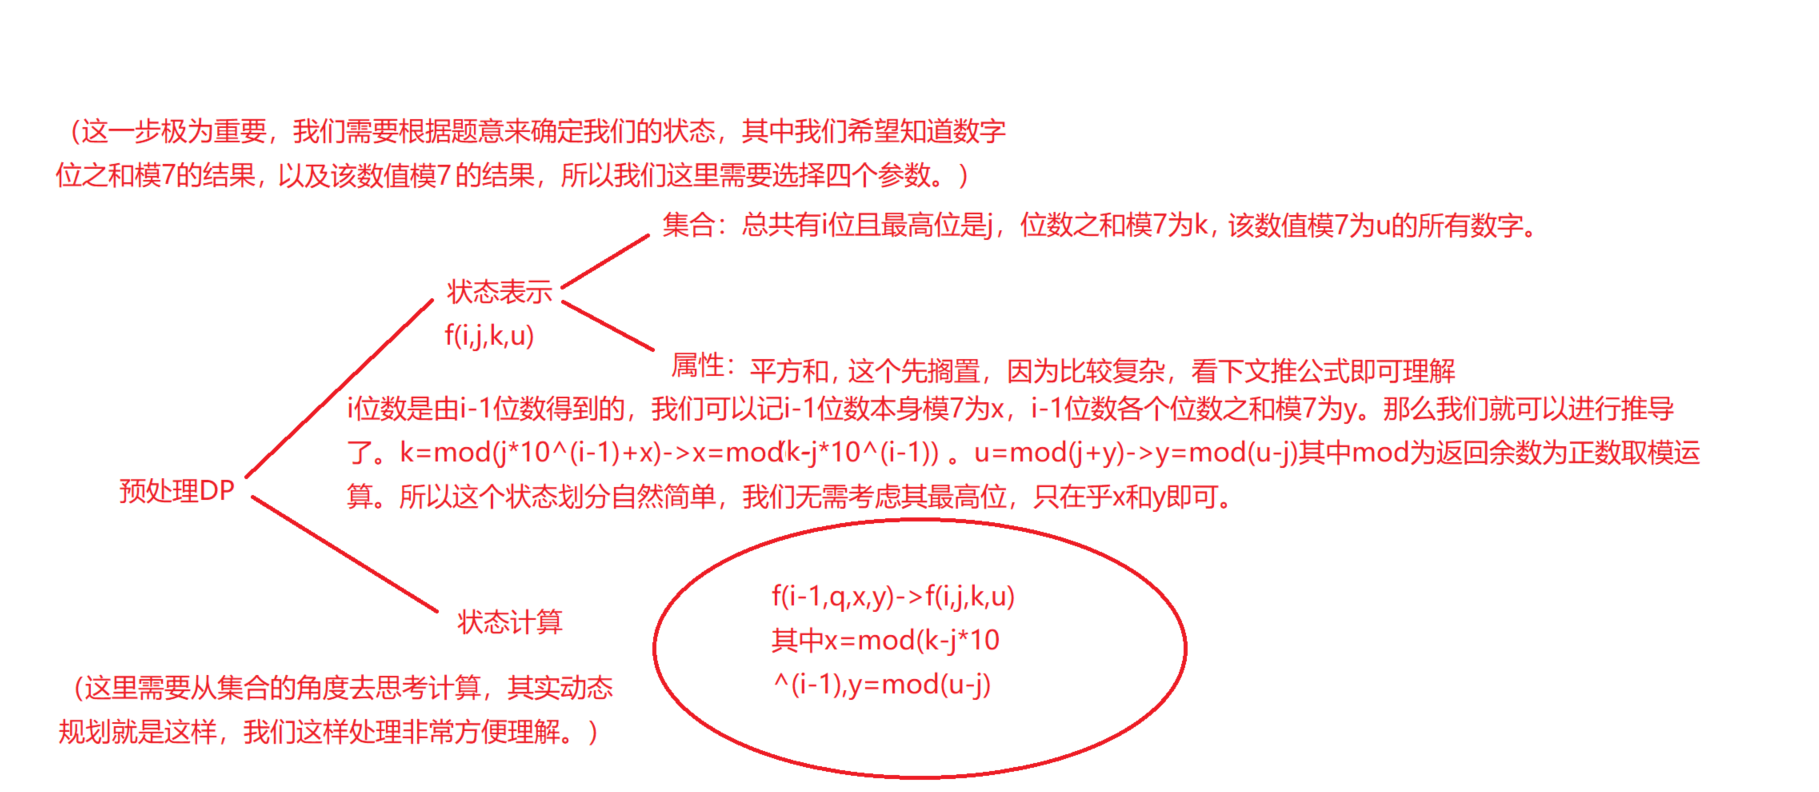 （这一步极为重要，我们需要根据题意来确定我们的状态，其中我们希望知道数字
位之和模7的结果，以及该数值模7的结果，所以我们这里需要选择四个参数。）
集合：总共有i位且最高位是j，位数之和模7为k，该数值模7为u的所有数字。
状态表示
f(i,j,k,u)
属性：平方和，这个先搁置，因为比较复杂，看下文推公式即可理解
i位数是由i-1位数得到的，我们可以记i-1位数本身模7为x，i-1位数各个位数之和模7为y。那么我们就可以进行推导
了。k=mod(j*10^(i-1)+x)->x=mod(k-j*10^(i-1)) 。u=mod(j+y)->y=mod(u-j)其中mod为返回余数为正数取模运
算。所以这个状态划分自然简单，我们无需考虑其最高位，只在乎x和y即可。
预处理DP
状态计算
f(i-1,q,x,y)->f(i,j,k,u)
其中x=mod(k-j*10
^(i-1),y=mod(u-j)
（这里需要从集合的角度去思考计算，其实动态
规划就是这样，我们这样处理非常方便理解。）